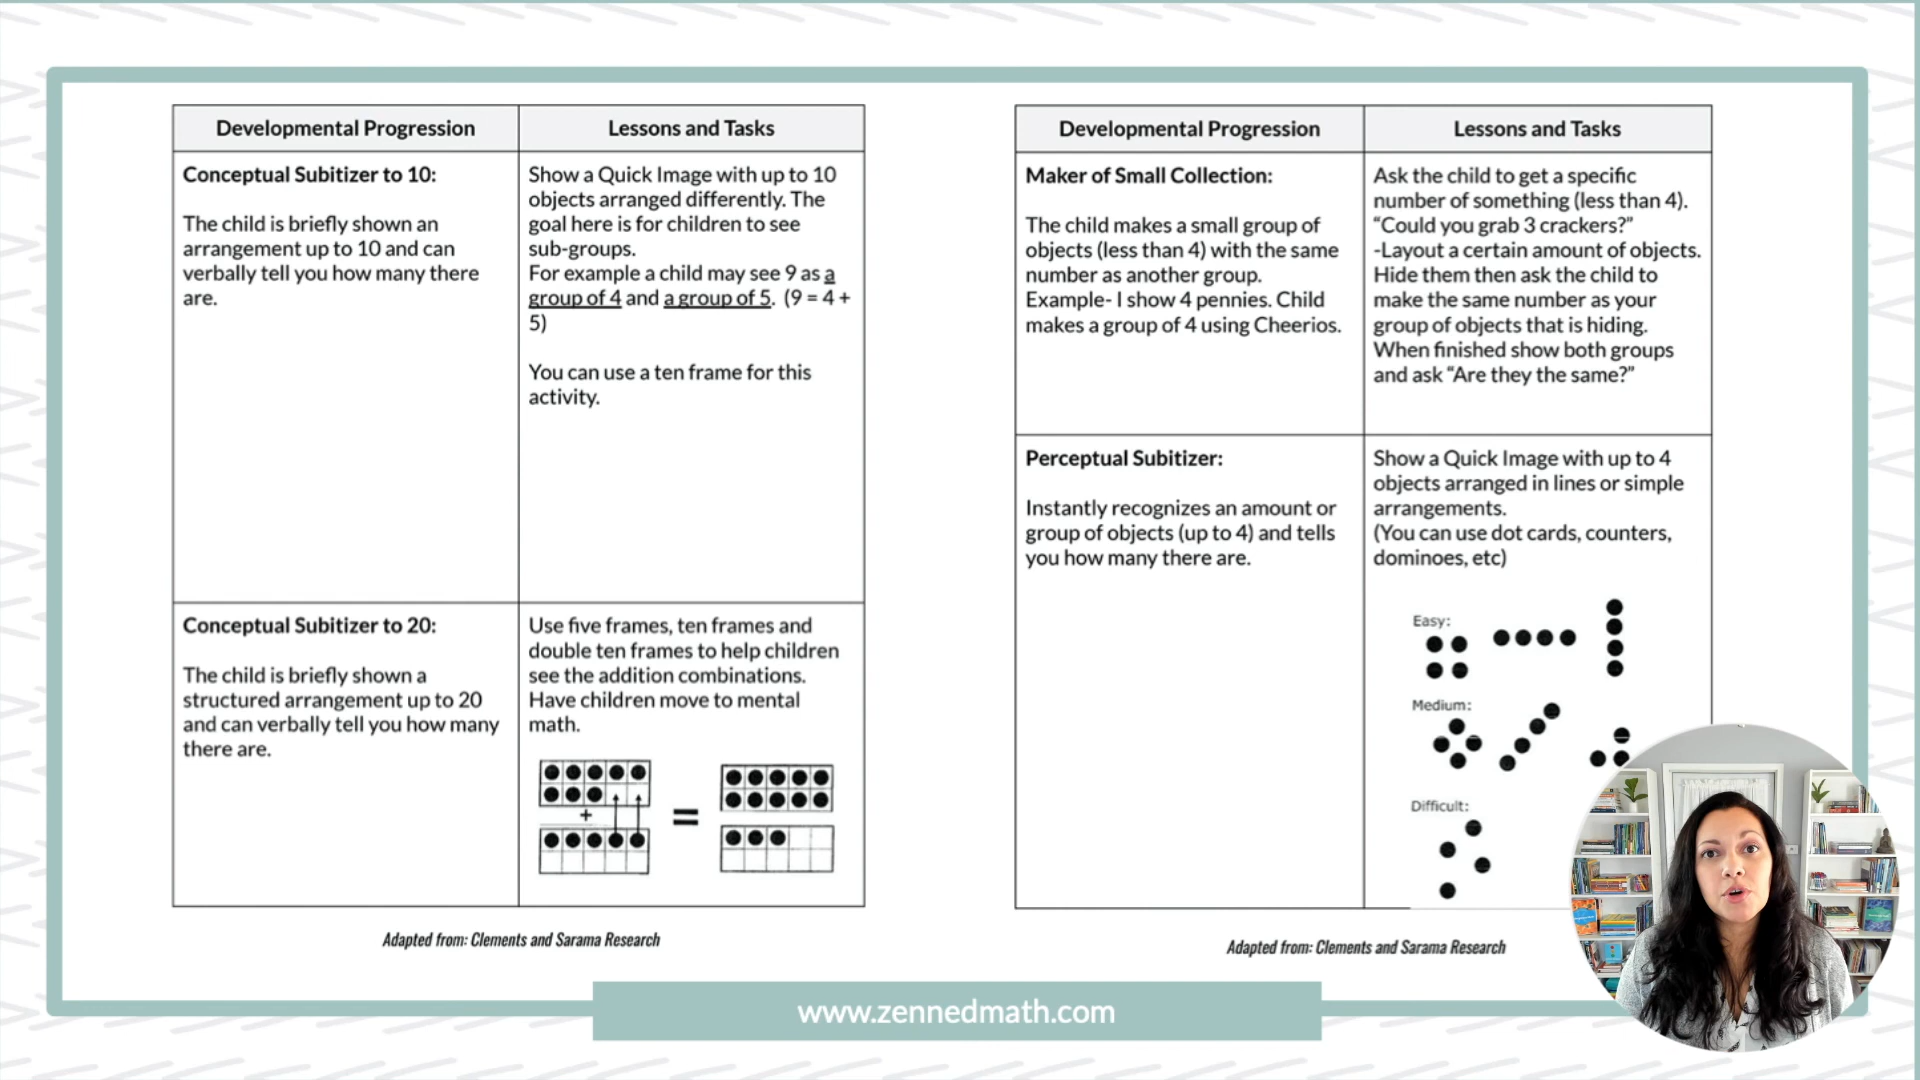 Developmental Progression
Lessons and Tasks
Conceptual Subitizer to 10:
The child is briefly shown an
arrangement up to 10 and can
verbally tell you how many there
are.
Show a Quick Image with up to 10
objects arranged differently. The
goal here is for children to see
sub-groups.
For example a child may see 9 as a
group of 4 and a group of 5. (9 = 4 +
5)
You can use a ten frame for this
activity.
Conceptual Subitizer to 20:
The child is briefly shown a
structured arrangement up to 20
and can verbally tell you how many
there are.
Use five frames, ten frames and
double ten frames to help children
see the addition combinations.
Have children move to mental
math.
+
=
Adapted from: Clements and Sarama Research
Developmental Progression
Lessons and Tasks
Maker of Small Collection:
The child makes a small group of
objects (less than 4) with the same
number as another group.
Example- I show 4 pennies. Child
makes a group of 4 using Cheerios.
Ask the child to get a specific
number of something (less than 4).
“Could you grab 3 crackers?”
-Layout a certain amount of objects.
Hide them then ask the child to
make the same number as your
group of objects that is hiding.
When finished show both groups
and ask “Are they the same?”
Perceptual Subitizer:
Instantly recognizes an amount or
group of objects (up to 4) and tells
you how many there are.
Show a Quick Image with up to 4
objects arranged in lines or simple
arrangements.
(You can use dot cards, counters,
dominoes, etc)
Easy:
Medium:
Difficult:
Adapted from: Clements and Sarama Research
www.zennedmath.com